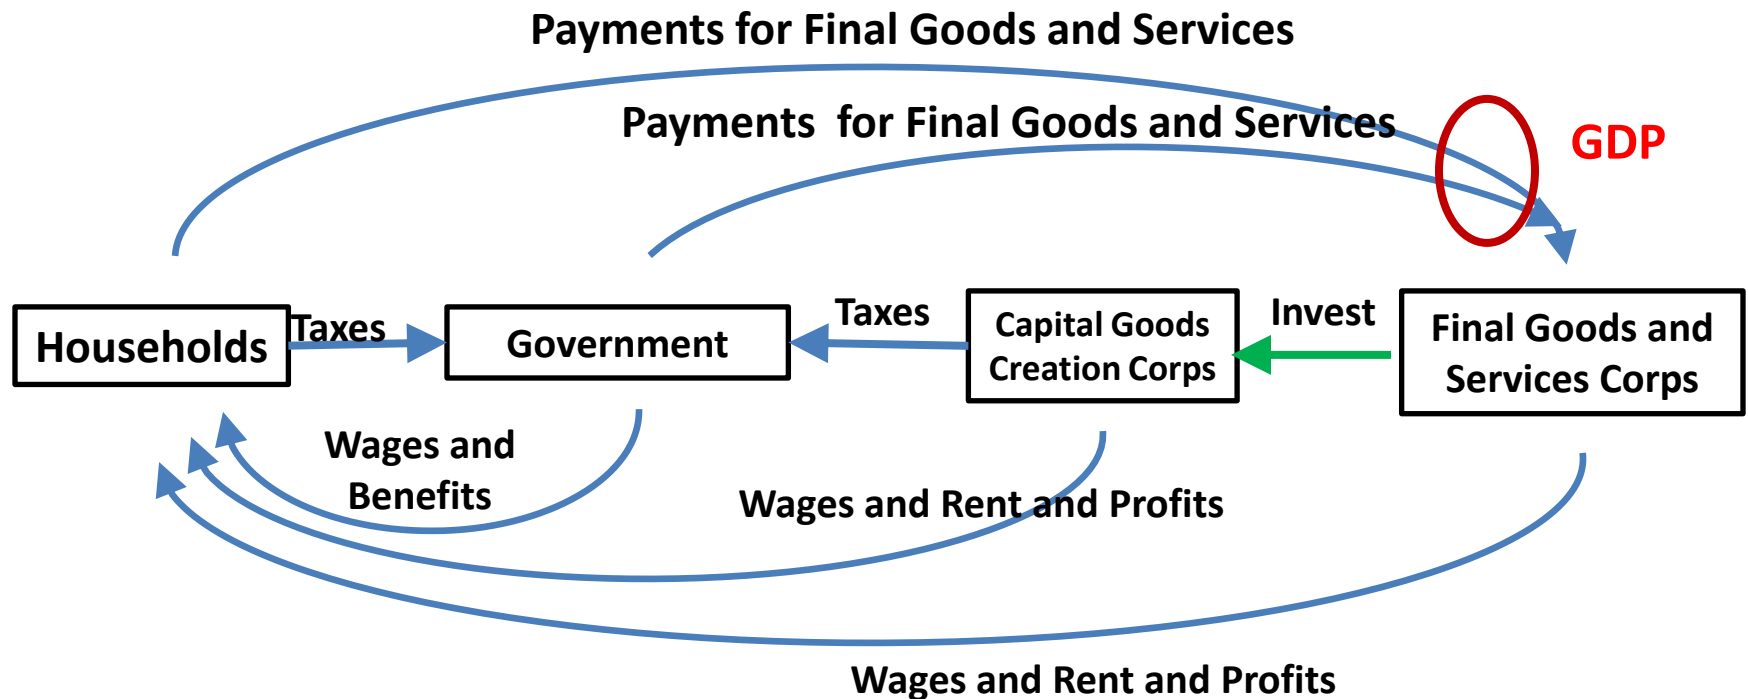 Payments for Final Goods and Services
Payments for Final Goods and Services
GDP
Households
Taxes
Government
Taxes
Capital Goods
Creation Corps
Invest
Final Goods and
Services Corps
Wages and
Benefits
Wages and Rent and Profits
Wages and Rent and Profits